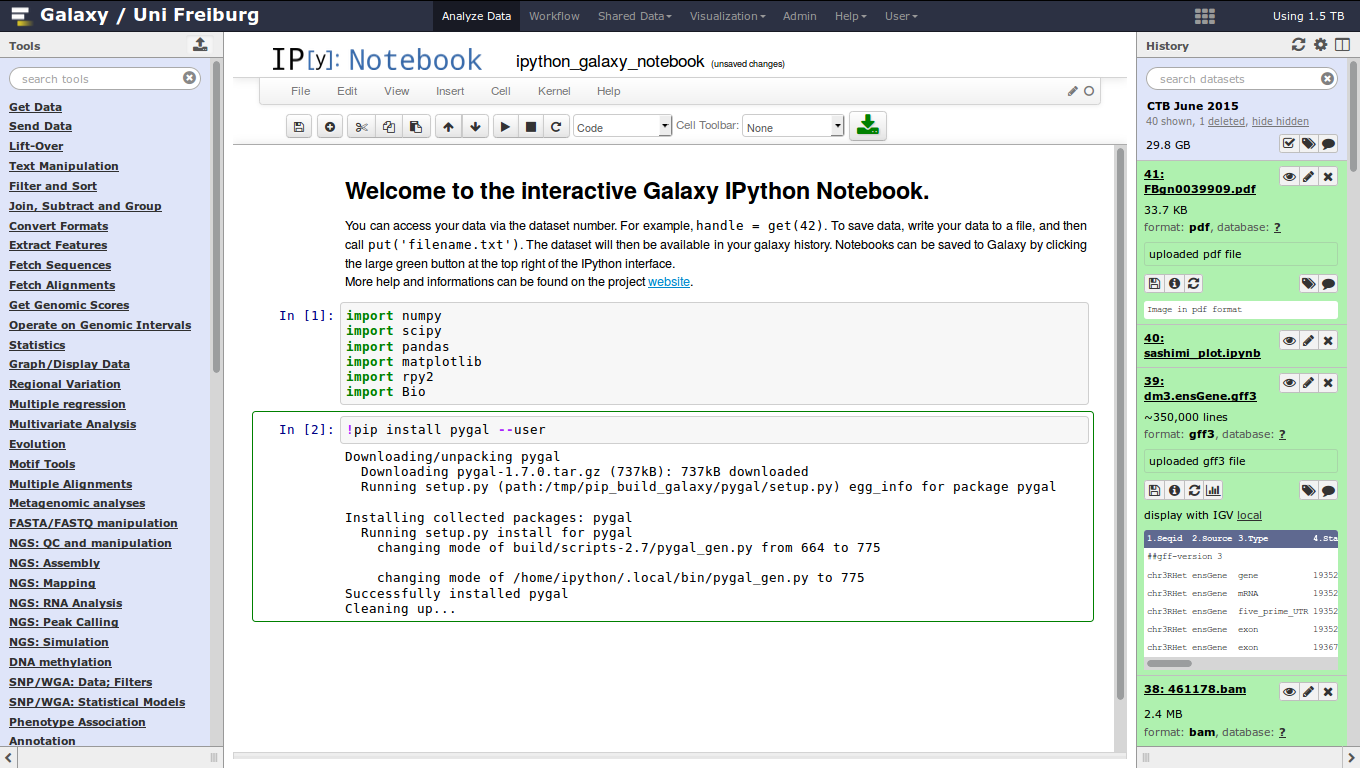 Galaxy / Uni Freiburg
Analyze Data Workflow Shared Data Visualization Admin Help User
Using 1.5 TB
Tools
search tools
Get Data
Send Data
Lift-Over
Text Manipulation
Filter and Sort
Join, Subtract and Group
Convert Formats
Extract Features
Fetch Sequences
Fetch Alignments
Get Genomic Scores
Operate on Genomic Intervals
Statistics
Graph/Display Data
Regional Variation
Multiple regression
Multivariate Analysis
Evolution
Motif Tools
Multiple Alignments
Metagenomic analyses
FASTA/FASTQ manipulation
NGS: QC and manipulation
NGS: Assembly
NGS: Mapping
NGS: RNA Analysis
NGS: Peak Calling
NGS: Simulation
DNA methylation
SNP/WGA: Data; Filters
SNP/WGA: Statistical Models
Phenotype Association
Annotation
IP[y]: Notebook ipython_galaxy_notebook (unsaved changes)
File Edit View Insert Cell Kernel Help
Code Cell Toolbar: None
Welcome to the interactive Galaxy IPython Notebook.
You can access your data via the dataset number. For example, handle = get(42). To save data, write your data to a file, and then
call put('filename.txt'). The dataset will then be available in your galaxy history. Notebooks can be saved to Galaxy by clicking
the large green button at the top right of the IPython interface.
More help and informations can be found on the project website.
In [1]: import numpy
import scipy
import pandas
import matplotlib
import rpy2
import Bio
In [2]: !pip install pygal --user
Downloading/unpacking pygal
Downloading pygal-1.7.0.tar.gz (737kB): 737kB downloaded
Running setup.py (path:/tmp/pip_build_galaxy/pygal/setup.py) egg_info for package pygal
Installing collected packages: pygal
Running setup.py install for pygal
changing mode of build/scripts-2.7/pygal_gen.py from 664 to 775
changing mode of /home/ipython/.local/bin/pygal_gen.py to 775
Successfully installed pygal
Cleaning up...
History
search datasets
CTB June 2015
40 shown, 1 deleted, hide hidden
29.8 GB
41:
FBgn0039909.pdf
33.7 KB
format: pdf, database: ?
uploaded pdf file
Image in pdf format
40:
sashimi_plot.ipynb
39:
dm3.ensGene.gff3
~350,000 lines
format: gff3, database: ?
uploaded gff3 file
display with IGV local
1.Seqid 2.Source 3.Type 4.Sta
##gff-version 3
chr3RHet ensGene gene 19352
chr3RHet ensGene mRNA 19352
chr3RHet ensGene five_prime_UTR 19352
chr3RHet ensGene exon 19352
chr3RHet ensGene exon 19367
38: 461178.bam
2.4 MB
format: bam, database: ?